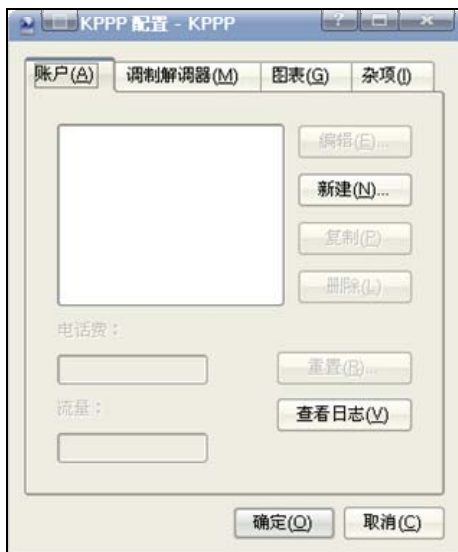 KPPP 配置 - KPPP
账户(A) 调制解调器(M) 图表(G) 杂项(I)
编辑(E)...
新建(N)...
复制(P)
删除(L)
电话费：
重置(R)...
流量：
查看日志(V)
确定(O) 取消(C)